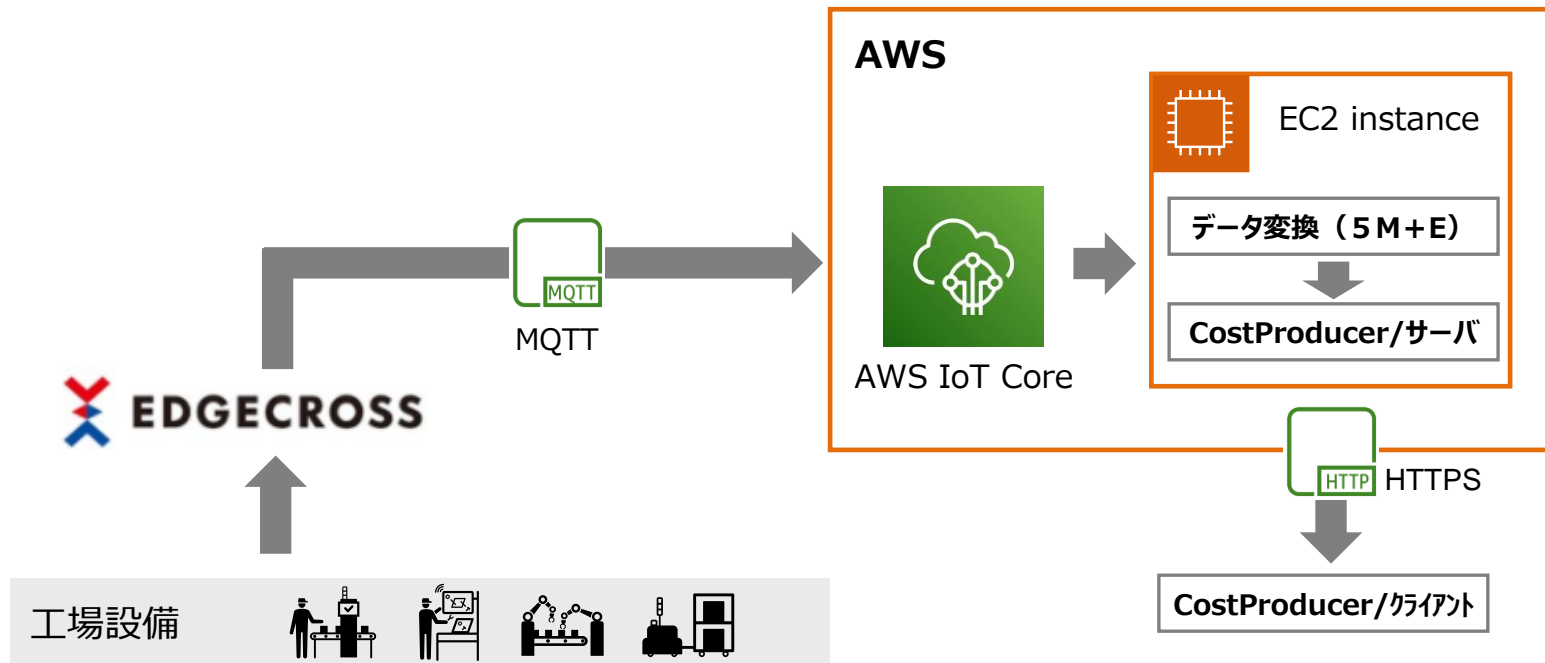 AWS
EC2 instance
データ変換（５M+E）
CostProducer/サーバ
AWS IoT Core
MQTT
MQTT
EDGECROSS
HTTP
HTTPS
CostProducer/ｸﾗｲｱﾝﾄ
工場設備